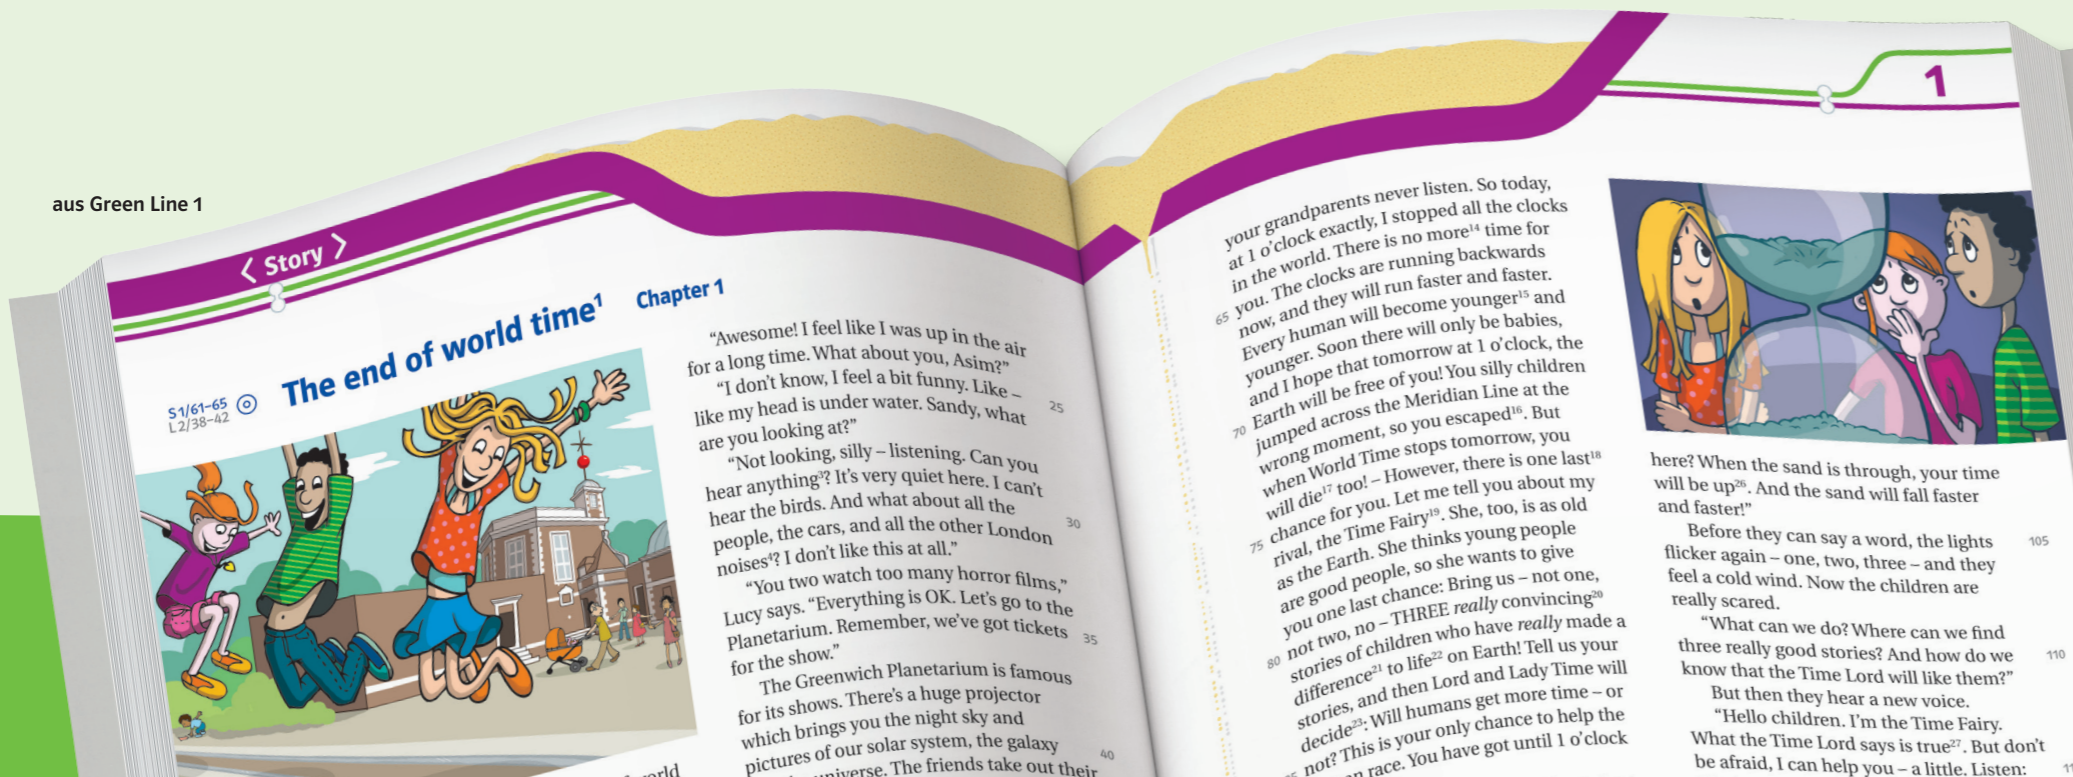 aus Green Line 1
‹ Story ›
The end of world time¹ Chapter 1
S1/61–65
L2/38–42
“Awesome! I feel like I was up in the air
for a long time. What about you, Asim?”
“I don’t know, I feel a bit funny. Like –
like my head is under water. Sandy, what 25
are you looking at?”
“Not looking, silly – listening. Can you
hear anything³? It’s very quiet here. I can’t
hear the birds. And what about all the
people, the cars, and all the other London 30
noises⁴? I don’t like this at all.”
“You two watch too many horror films,”
Lucy says. “Everything is OK. Let’s go to the
Planetarium. Remember, we’ve got tickets 35
for the show.”
The Greenwich Planetarium is famous
for its shows. There’s a huge projector
which brings you the night sky and
pictures of our solar system, the galaxy 40
universe. The friends take out their
1
your grandparents never listen. So today,
at 1 o’clock exactly, I stopped all the clocks
in the world. There is no more¹⁴ time for
65 you. The clocks are running backwards
now, and they will run faster and faster.
Every human will become younger¹⁵ and
younger. Soon there will only be babies,
and I hope that tomorrow at 1 o’clock, the
70 Earth will be free of you! You silly children
jumped across the Meridian Line at the
wrong moment, so you escaped¹⁶. But
when World Time stops tomorrow, you
will die¹⁷ too! – However, there is one last¹⁸
75 chance for you. Let me tell you about my
rival, the Time Fairy¹⁹. She, too, is as old
as the Earth. She thinks young people
are good people, so she wants to give
you one last chance: Bring us – not one,
80 not two, no – THREE really convincing²⁰
stories of children who have really made a
difference²¹ to life²² on Earth! Tell us your
stories, and then Lord and Lady Time will
decide²³: Will humans get more time – or
not? This is your only chance to help the
race. You have got until 1 o’clock
here? When the sand is through, your time
will be up²⁶. And the sand will fall faster
and faster!”
Before they can say a word, the lights 105
flicker again – one, two, three – and they
feel a cold wind. Now the children are
really scared.
“What can we do? Where can we find
three really good stories? And how do we 110
know that the Time Lord will like them?”
But then they hear a new voice.
“Hello children. I’m the Time Fairy.
What the Time Lord says is true²⁷. But don’t
be afraid, I can help you – a little. Listen: